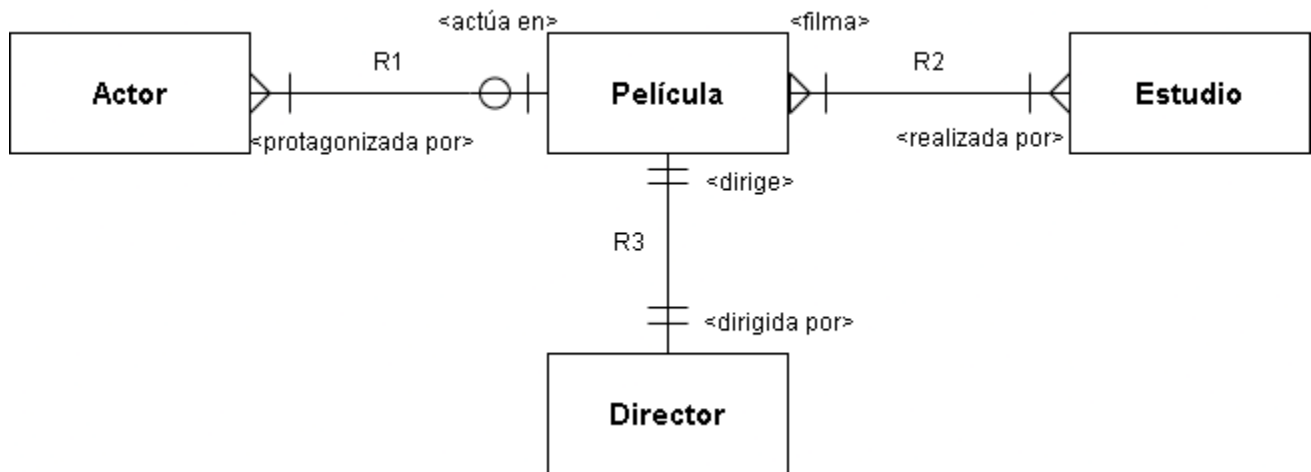 <actúa en>
<filma>
R1
R2
Actor
Película
Estudio
<protagonizada por>
<realizada por>
<dirige>
R3
<dirigida por>
Director